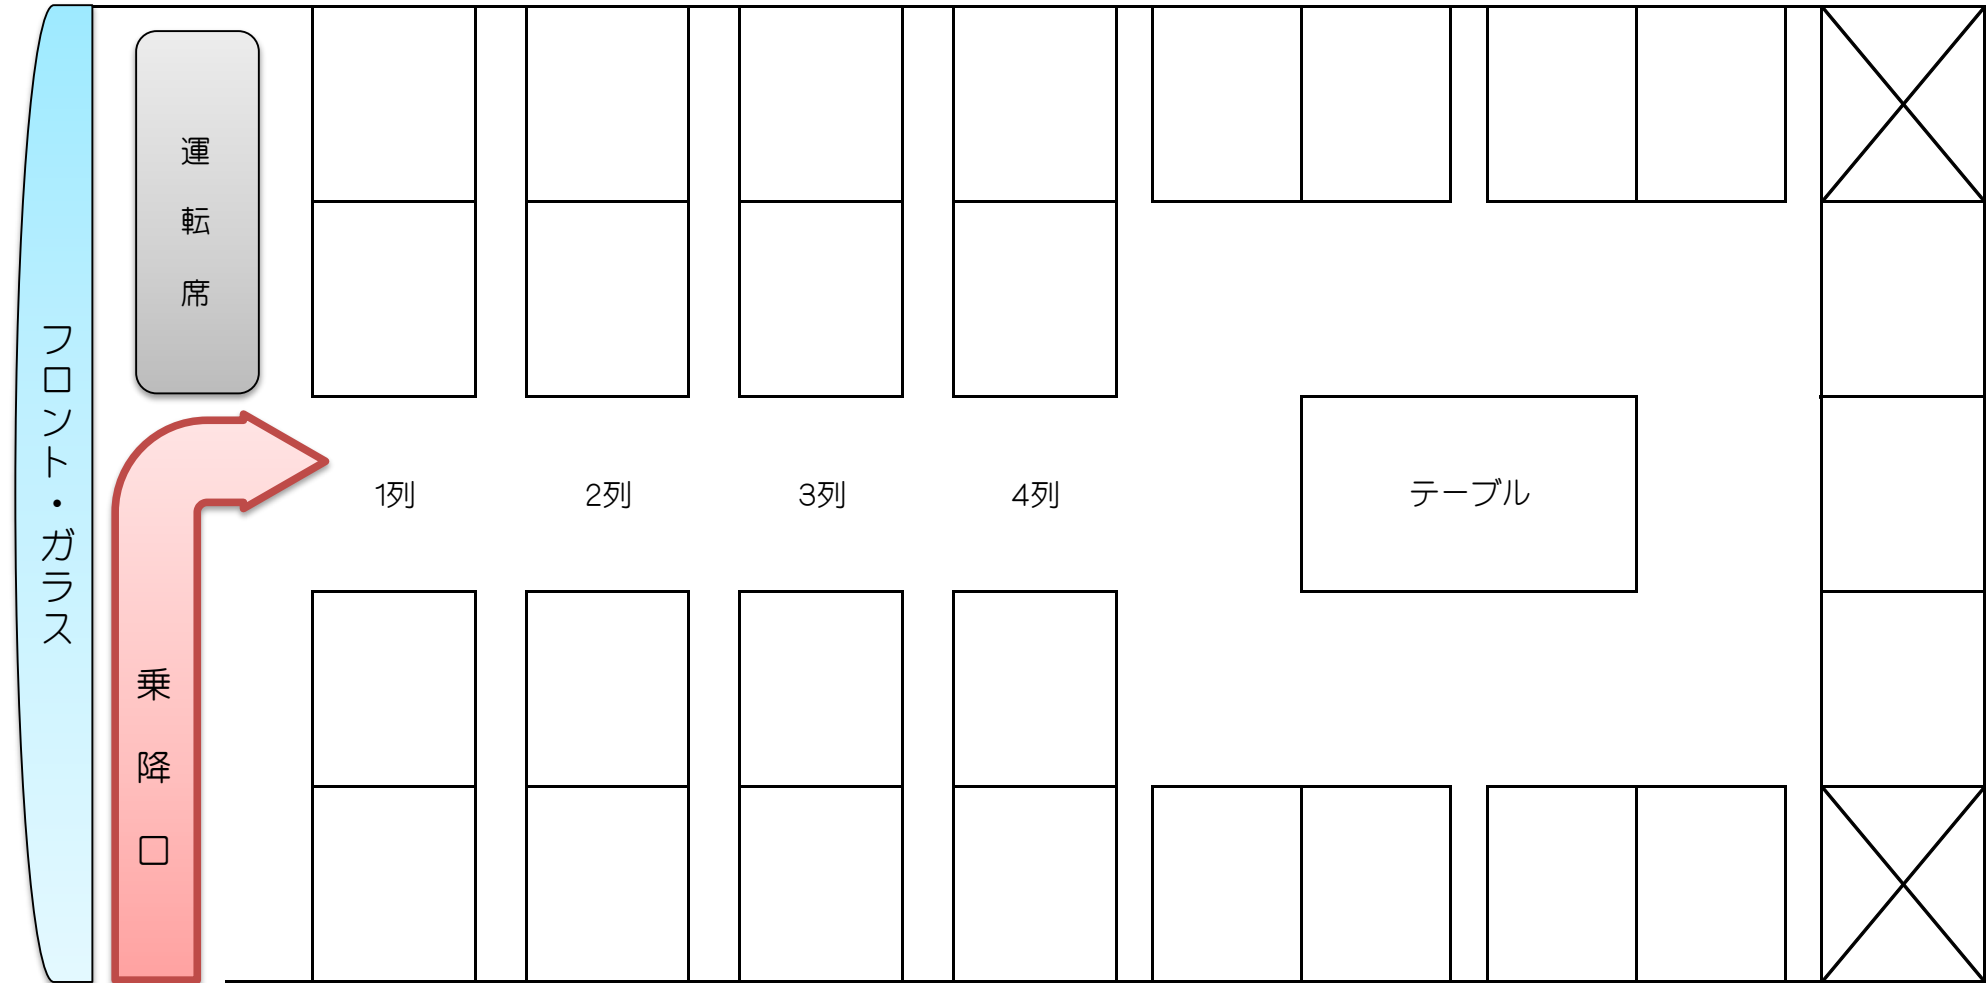 フロント・ガラス
運転席
乗降口
1列
2列
3列
4列
テーブル